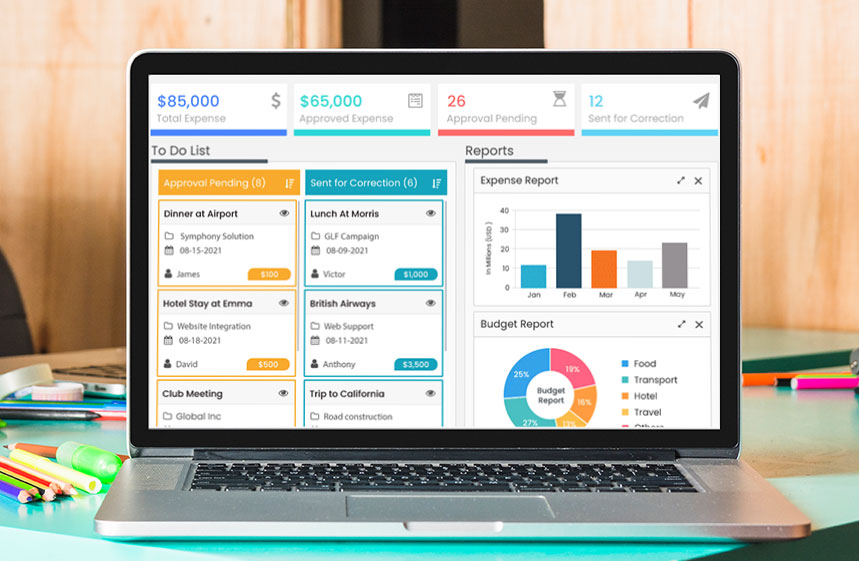 $85,000
Total Expense
$65,000
Approved Expense
26
Approval Pending
12
Sent for Correction
To Do List
Approval Pending (8)
Dinner at Airport
Symphony Solution
08-15-2021
James
$100
Hotel Stay at Emma
Website Integration
08-18-2021
David
$500
Club Meeting
Global Inc
Sent for Correction (6)
Lunch At Morris
GLF Campaign
08-09-2021
Victor
$1,000
British Airways
Web Support
08-11-2021
Anthony
$3,500
Trip to California
Road construction
Reports
Expense Report
In Millions (USD)
40
30
20
10
0
Jan
Feb
Mar
Apr
May
Budget Report
25%
19%
16%
27%
13%
Budget
Report
Food
Transport
Hotel
Travel
Others